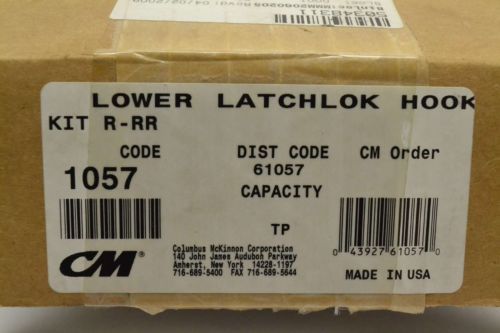 LOWER LATCHLOK HOOK
KIT R-RR
CODE DIST CODE CM Order
1057 61057
CAPACITY
TP
CM®
Columbus McKinnon Corporation
140 John James Audubon Parkway
Amherst, New York 14228-1197
716-689-5400 FAX 716-689-5644
0 43927 61057 0
MADE IN USA